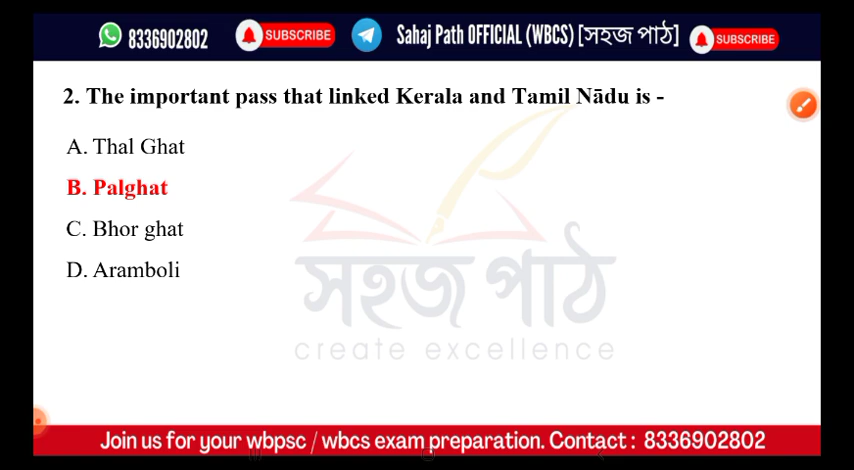 8336902802 SUBSCRIBE Sahaj Path OFFICIAL (WBCS) [সহজ পাঠ] SUBSCRIBE
2. The important pass that linked Kerala and Tamil Nādu is -
A. Thal Ghat
B. Palghat
C. Bhor ghat
D. Aramboli
সহজ পাঠ
create excellence
Join us for your wbpsc / wbcs exam preparation. Contact : 8336902802